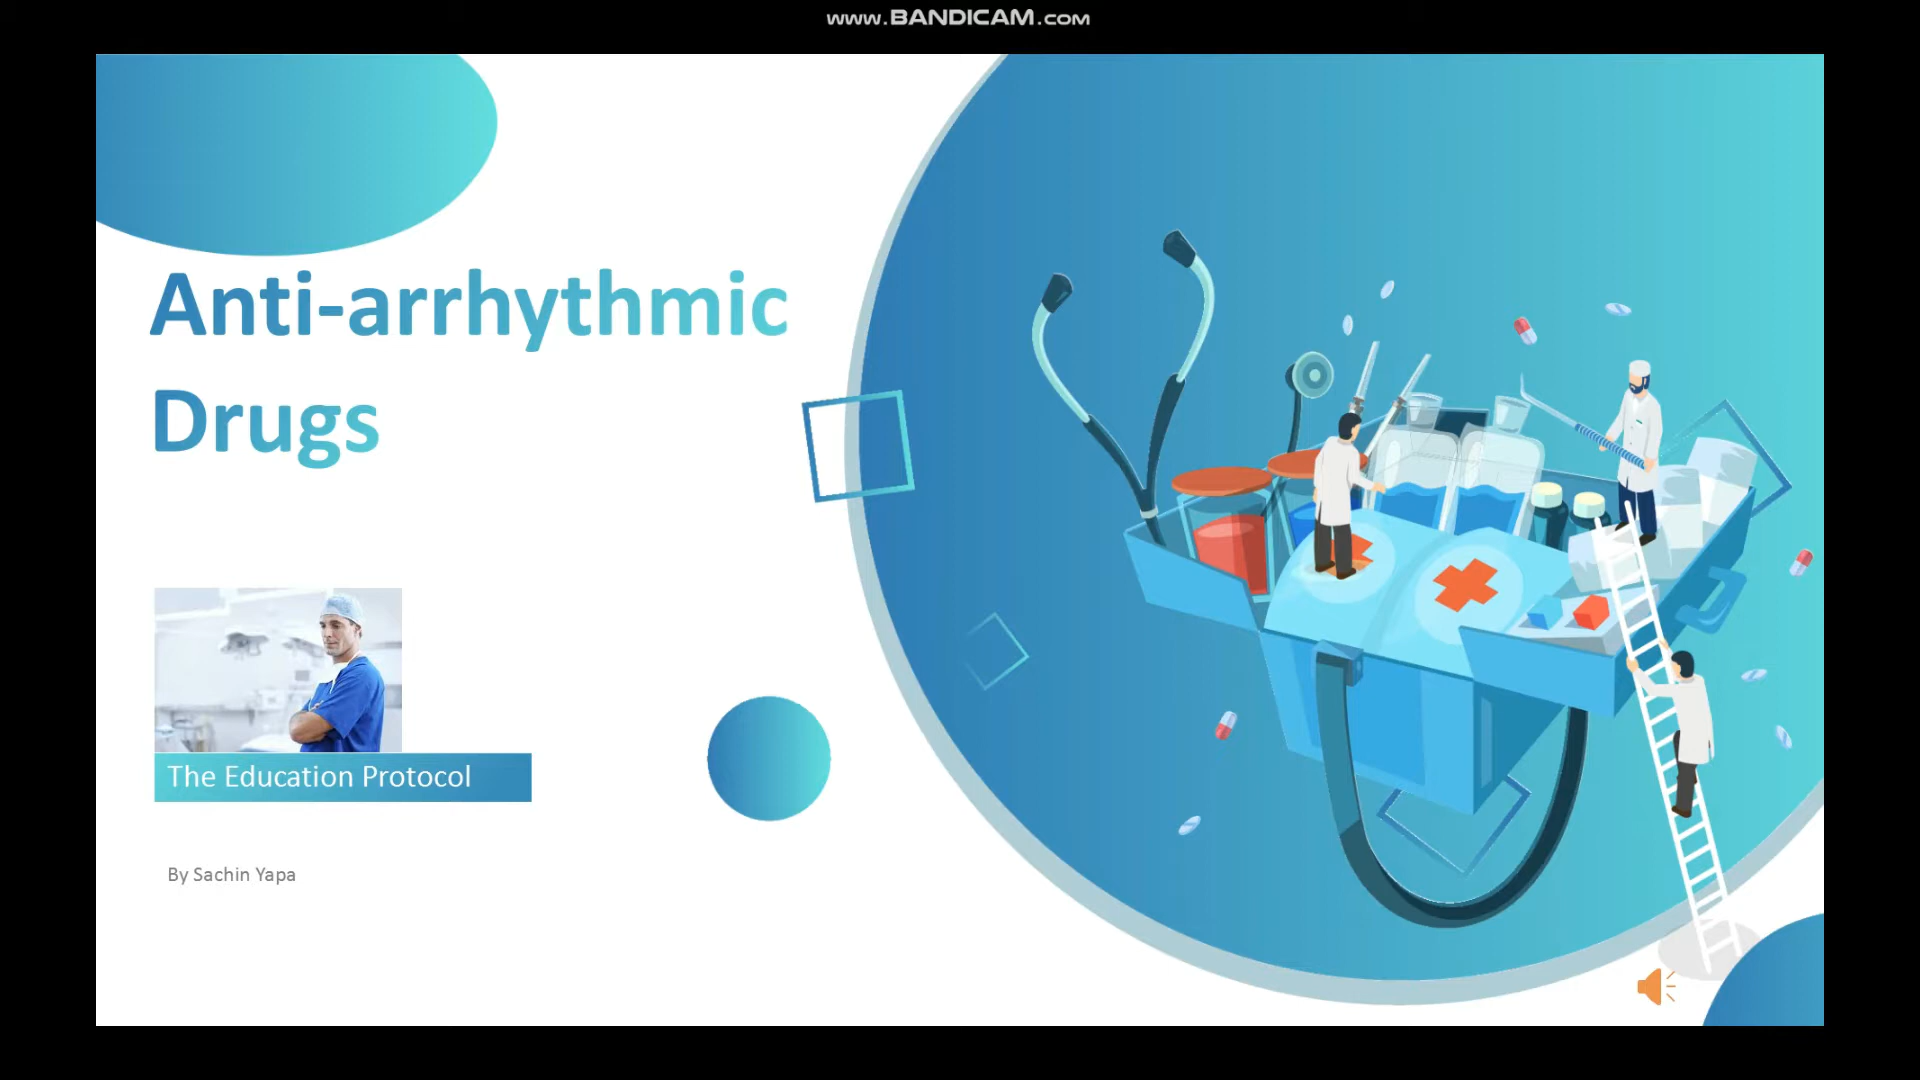 www.BANDICAM.com
Anti-arrhythmic
Drugs
The Education Protocol
By Sachin Yapa